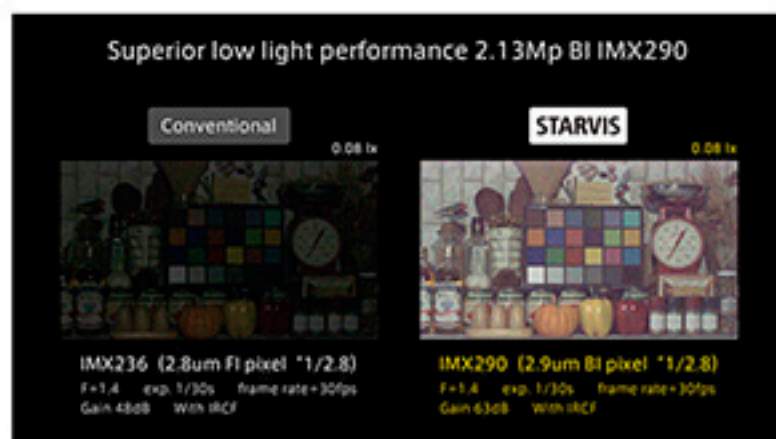 Superior low light performance 2.13Mp BI IMX290
Conventional
0.08 lx
STARVIS
0.08 lx
IMX236 (2.8um FI pixel "1/2.8)
F=1.4 exp. 1/30s frame rate=30fps
Gain 48dB With IRCF
IMX290 (2.9um BI pixel "1/2.8)
F=1.4 exp. 1/30s frame rate=30fps
Gain 63dB With IRCF